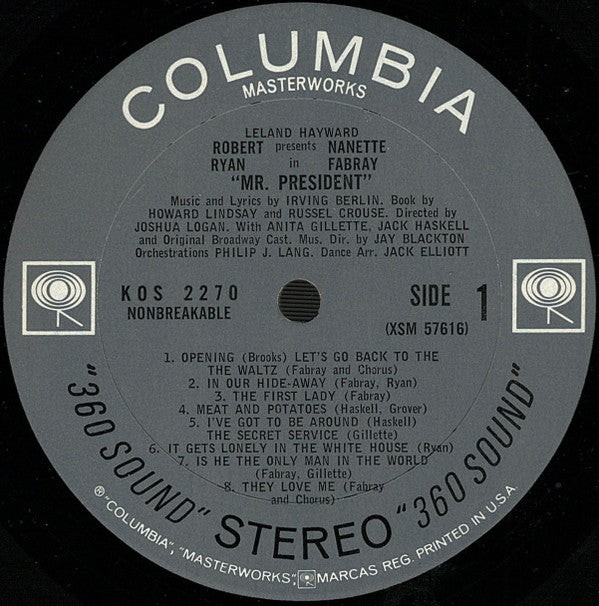 COLUMBIA
MASTERWORKS
LELAND HAYWARD
ROBERT presents NANETTE
RYAN in FABRAY
"MR. PRESIDENT"
Music and Lyrics by IRVING BERLIN. Book by
HOWARD LINDSAY and RUSSEL CROUSE. Directed by
JOSHUA LOGAN. With ANITA GILLETTE, JACK HASKELL
and Original Broadway Cast. Mus. Dir. by JAY BLACKTON
Orchestrations PHILIP J. LANG. Dance Arr. JACK ELLIOTT
KOS 2270
NONBREAKABLE
SIDE 1
(XSM 57616)
1. OPENING (Brooks) LET'S GO BACK TO THE
THE WALTZ (Fabray and Chorus)
2. IN OUR HIDE-AWAY (Fabray, Ryan)
3. THE FIRST LADY (Fabray)
4. MEAT AND POTATOES (Haskell, Grover)
5. I'VE GOT TO BE AROUND (Haskell)
THE SECRET SERVICE (Gillette)
6. IT GETS LONELY IN THE WHITE HOUSE (Ryan)
7. IS HE THE ONLY MAN IN THE WORLD
(Fabray, Gillette)
8. THEY LOVE ME (Fabray
and Chorus)
"360 SOUND" STEREO "360 SOUND"
® "COLUMBIA", "MASTERWORKS", MARCAS REG. PRINTED IN U.S.A.